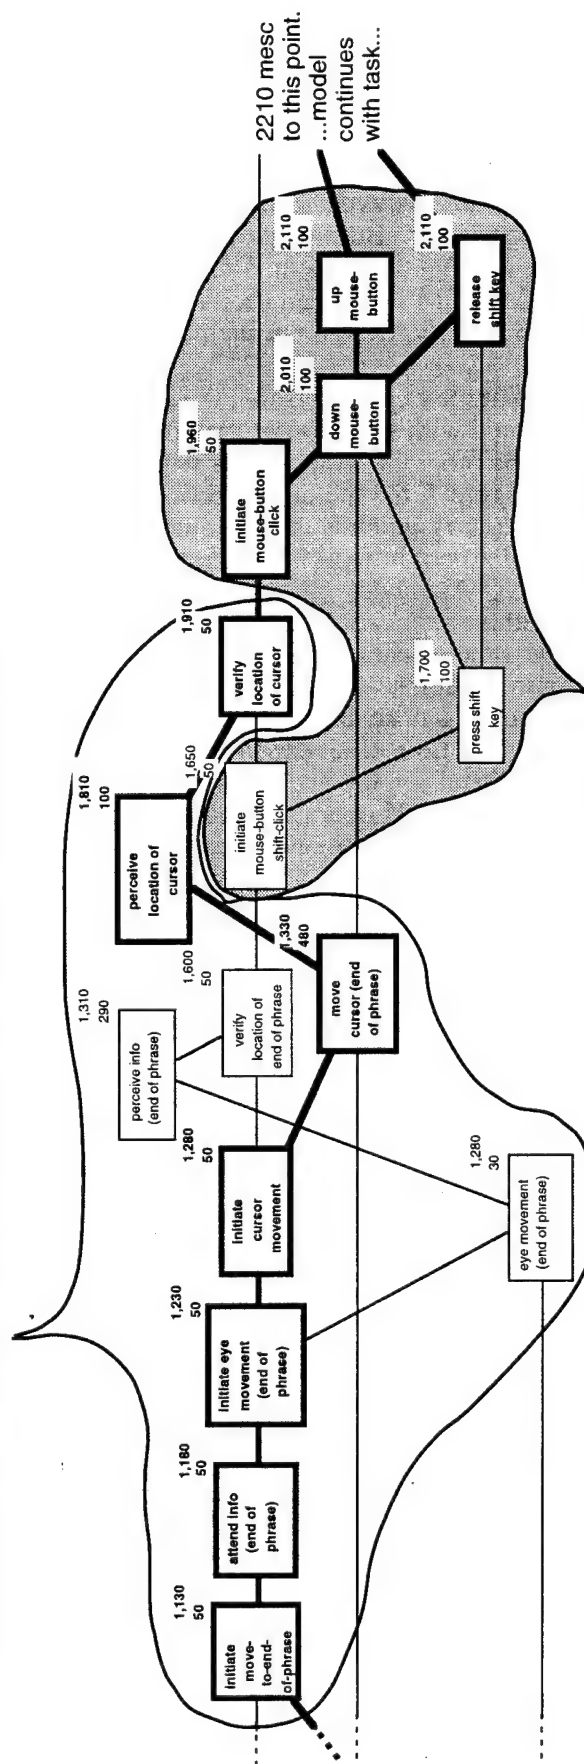 1,130
50
Initiate
move-
to-end-
of-phrase
1,180
50
attend info
(end of
phrase)
1,230
50
initiate eye
movement
(end of
phrase)
1,280
50
initiate
cursor
movement
1,280
30
eye movement
(end of phrase)
1,310
290
perceive info
(end of phrase)
1,600
50
verify
location of
end of phrase
1,330
480
move
cursor (end
of phrase)
1,810
100
perceive
location of
cursor
1,650
50
initiate
mouse-button
shift-click
1,700
100
press shift
key
1,910
50
verify
location
of cursor
1,960
50
initiate
mouse-button
click
2,010
100
down
mouse-
button
2,110
100
up
mouse-
button
2,110
100
release
shift key
2210 mesc
to this point.
...model
continues
with task...